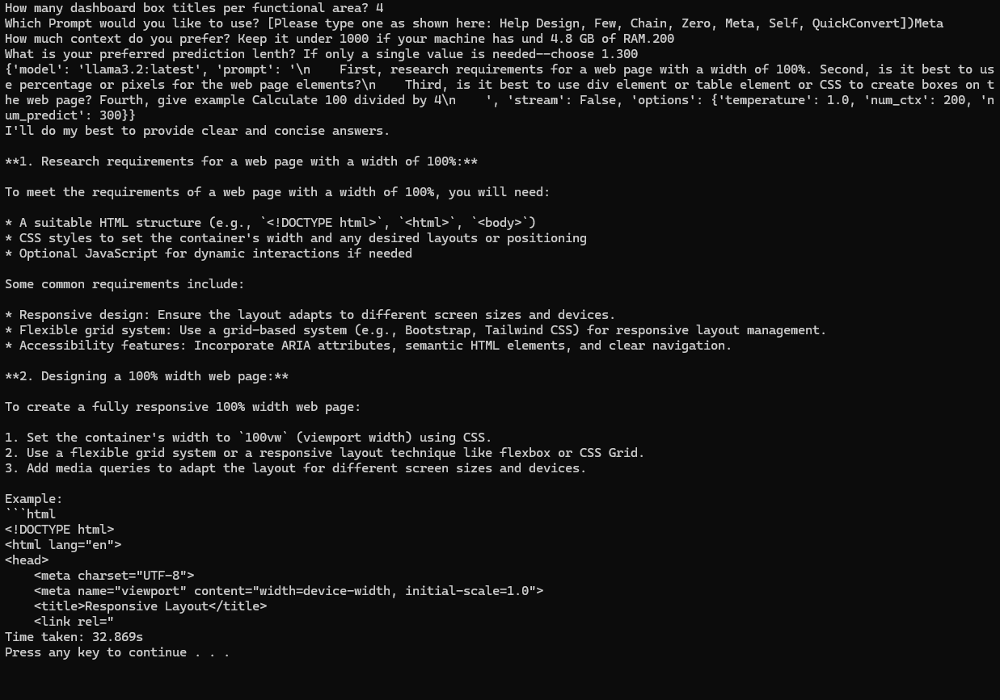 How many dashboard box titles per functional area? 4
Which Prompt would you like to use? [Please type one as shown here: Help Design, Few, Chain, Zero, Meta, Self, QuickConvert])Meta
How much context do you prefer? Keep it under 1000 if your machine has und 4.8 GB of RAM.200
What is your preferred prediction lenth? If only a single value is needed--choose 1.300
{'model': 'llama3.2:latest', 'prompt': '\n    First, research requirements for a web page with a width of 100%. Second, is it best to us
e percentage or pixels for the web page elements?\n    Third, is it best to use div element or table element or CSS to create boxes on t
he web page? Fourth, give example Calculate 100 divided by 4\n    ', 'stream': False, 'options': {'temperature': 1.0, 'num_ctx': 200, 'n
um_predict': 300}}
I'll do my best to provide clear and concise answers.

**1. Research requirements for a web page with a width of 100%:**

To meet the requirements of a web page with a width of 100%, you will need:

* A suitable HTML structure (e.g., `<!DOCTYPE html>`, `<html>`, `<body>`)
* CSS styles to set the container's width and any desired layouts or positioning
* Optional JavaScript for dynamic interactions if needed

Some common requirements include:

* Responsive design: Ensure the layout adapts to different screen sizes and devices.
* Flexible grid system: Use a grid-based system (e.g., Bootstrap, Tailwind CSS) for responsive layout management.
* Accessibility features: Incorporate ARIA attributes, semantic HTML elements, and clear navigation.

**2. Designing a 100% width web page:**

To create a fully responsive 100% width web page:

1. Set the container's width to `100vw` (viewport width) using CSS.
2. Use a flexible grid system or a responsive layout technique like flexbox or CSS Grid.
3. Add media queries to adapt the layout for different screen sizes and devices.

Example:
```html
<!DOCTYPE html>
<html lang="en">
<head>
    <meta charset="UTF-8">
    <meta name="viewport" content="width=device-width, initial-scale=1.0">
    <title>Responsive Layout</title>
    <link rel="
Time taken: 32.869s
Press any key to continue . . .